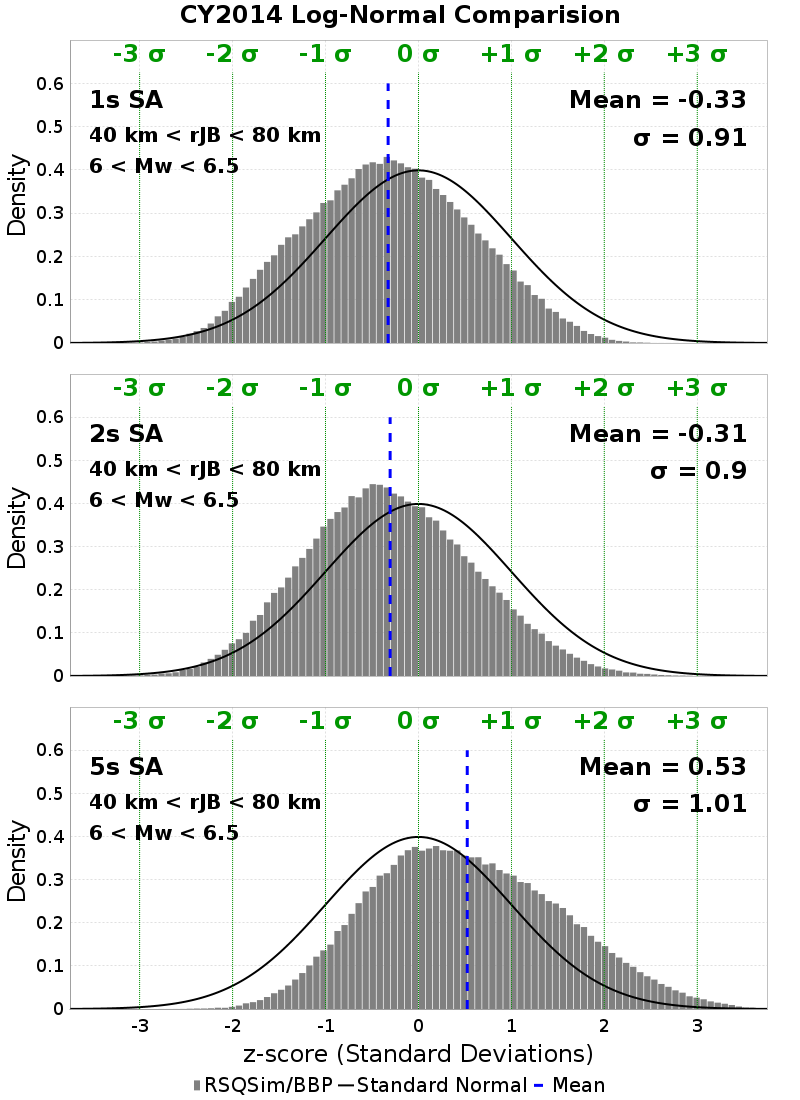 CY2014 Log-Normal Comparision
-3 σ -2 σ -1 σ 0 σ +1 σ +2 σ +3 σ
1s SA
40 km < rJB < 80 km
6 < Mw < 6.5
Mean = -0.33
σ = 0.91
Density
0.6
0.5
0.4
0.3
0.2
0.1
0
-3 σ -2 σ -1 σ 0 σ +1 σ +2 σ +3 σ
2s SA
40 km < rJB < 80 km
6 < Mw < 6.5
Mean = -0.31
σ = 0.9
Density
0.6
0.5
0.4
0.3
0.2
0.1
0
-3 σ -2 σ -1 σ 0 σ +1 σ +2 σ +3 σ
5s SA
40 km < rJB < 80 km
6 < Mw < 6.5
Mean = 0.53
σ = 1.01
Density
0.6
0.5
0.4
0.3
0.2
0.1
0
-3 -2 -1 0 1 2 3
z-score (Standard Deviations)
RSQSim/BBP Standard Normal Mean